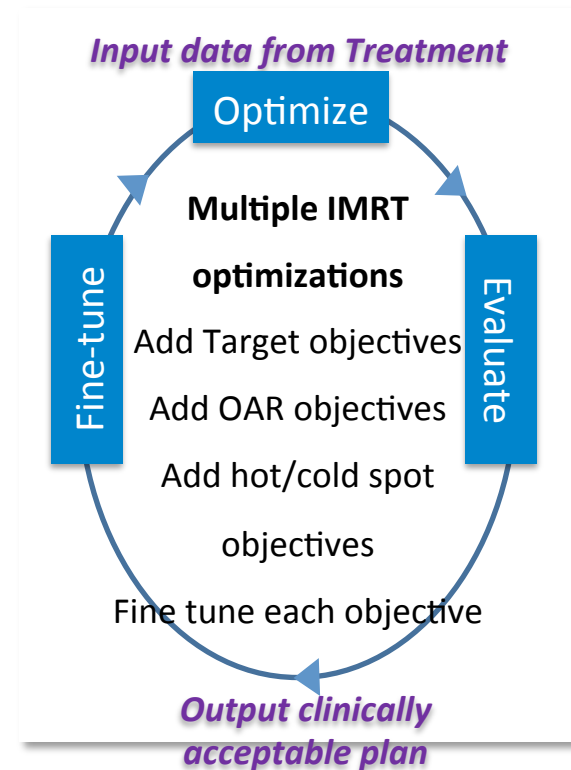 Input data from Treatment
Optimize
Multiple IMRT
optimizations
Add Target objectives
Add OAR objectives
Add hot/cold spot
objectives
Fine tune each objective
Fine-tune
Evaluate
Output clinically
acceptable plan